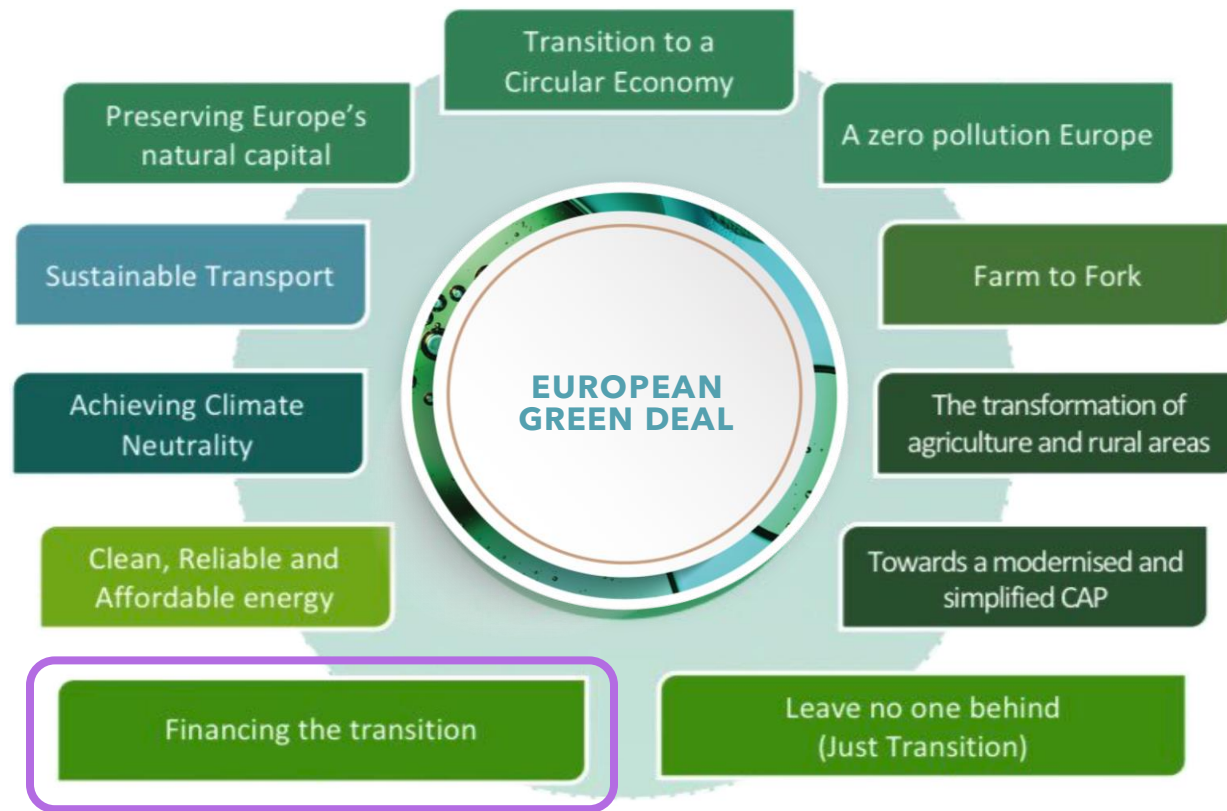 Transition to a
Circular Economy
Preserving Europe's
natural capital
A zero pollution Europe
Sustainable Transport
Farm to Fork
EUROPEAN
GREEN DEAL
Achieving Climate
Neutrality
The transformation of
agriculture and rural areas
Clean, Reliable and
Affordable energy
Towards a modernised and
simplified CAP
Financing the transition
Leave no one behind
(Just Transition)